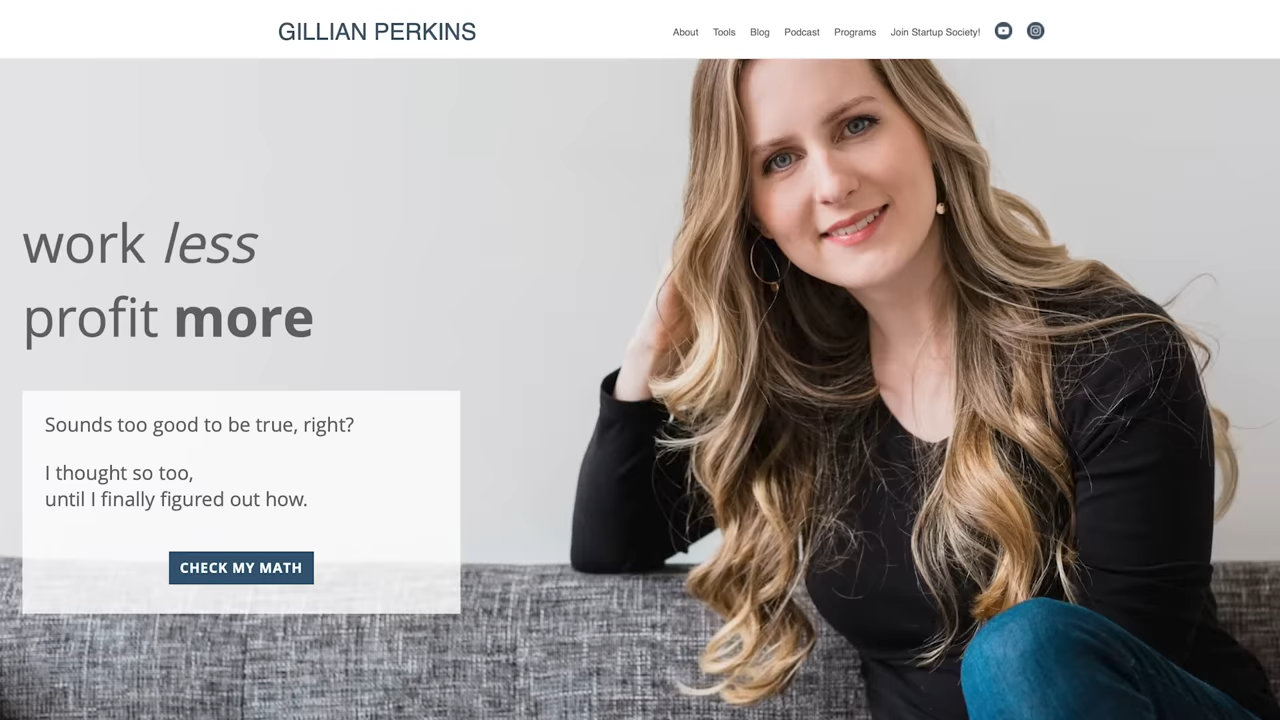 GILLIAN PERKINS
About
Tools
Blog
Podcast
Programs
Join Startup Society!
work less
profit more
Sounds too good to be true, right?
I thought so too,
until I finally figured out how.
CHECK MY MATH